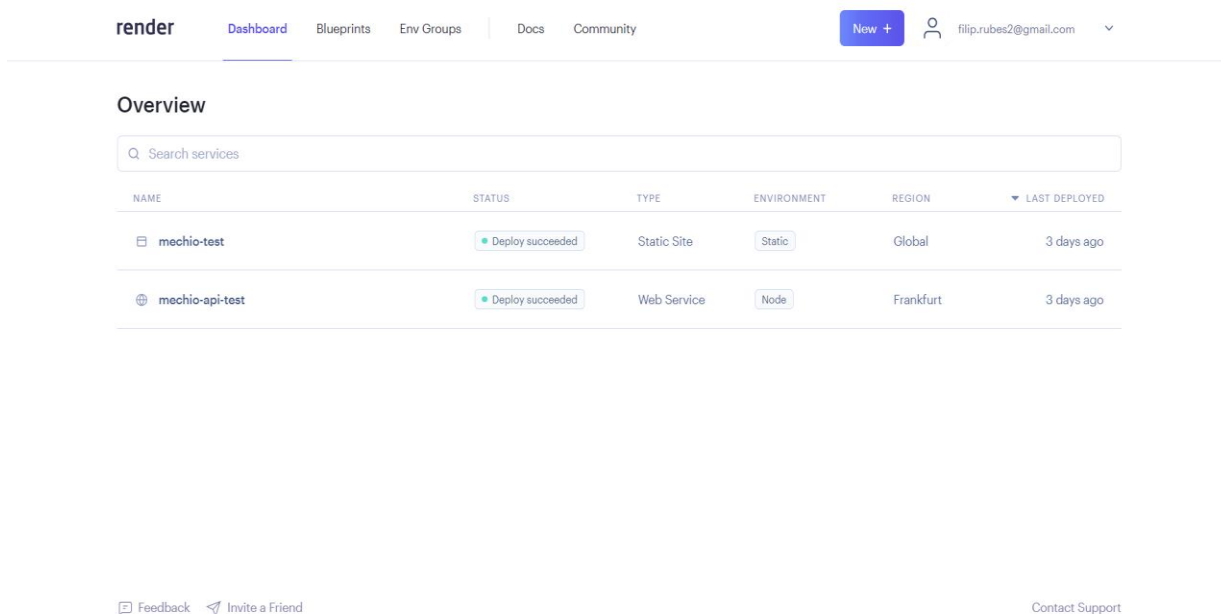 render Dashboard Blueprints Env Groups Docs Community New + filip.rubes2@gmail.com
Overview
Search services
NAME STATUS TYPE ENVIRONMENT REGION LAST DEPLOYED
mechio-test Deploy succeeded Static Site Static Global 3 days ago
mechio-api-test Deploy succeeded Web Service Node Frankfurt 3 days ago
Feedback Invite a Friend Contact Support